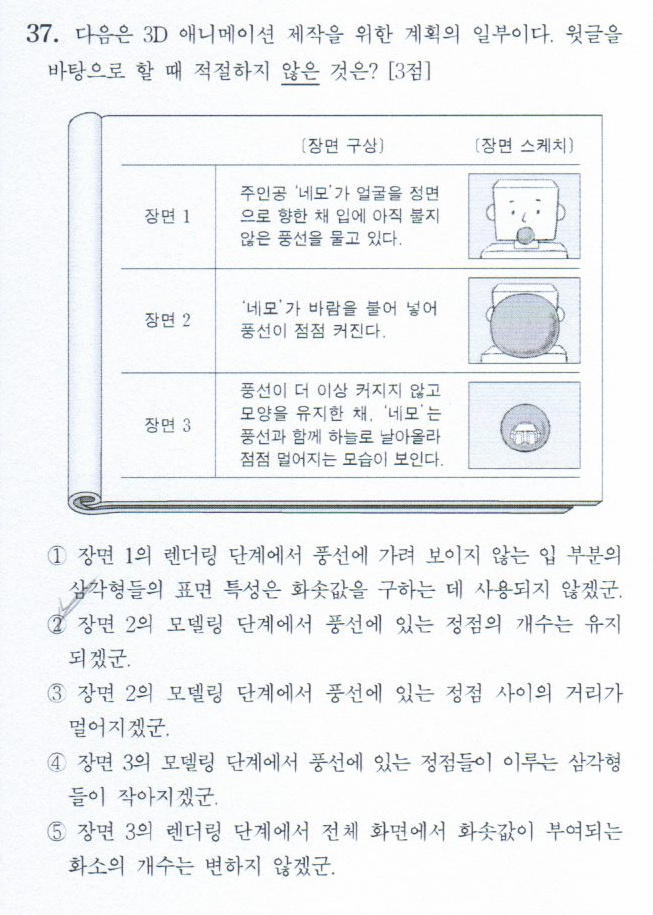 37. 다음은 3D 애니메이션 제작을 위한 계획의 일부이다. 윗글을
바탕으로 할 때 적절하지 않은 것은? [3점]
〔장면 구상〕 〔장면 스케치〕
장면 1
주인공 '네모'가 얼굴을 정면
으로 향한 채 입에 아직 불지
않은 풍선을 물고 있다.
장면 2
'네모'가 바람을 불어 넣어
풍선이 점점 커진다.
장면 3
풍선이 더 이상 커지지 않고
모양을 유지한 채, '네모'는
풍선과 함께 하늘로 날아올라
점점 멀어지는 모습이 보인다.
① 장면 1의 렌더링 단계에서 풍선에 가려 보이지 않는 입 부분의
삼각형들의 표면 특성은 화솟값을 구하는 데 사용되지 않겠군.
② 장면 2의 모델링 단계에서 풍선에 있는 정점의 개수는 유지
되겠군.
③ 장면 2의 모델링 단계에서 풍선에 있는 정점 사이의 거리가
멀어지겠군.
④ 장면 3의 모델링 단계에서 풍선에 있는 정점들이 이루는 삼각형
들이 작아지겠군.
⑤ 장면 3의 렌더링 단계에서 전체 화면에서 화솟값이 부여되는
화소의 개수는 변하지 않겠군.